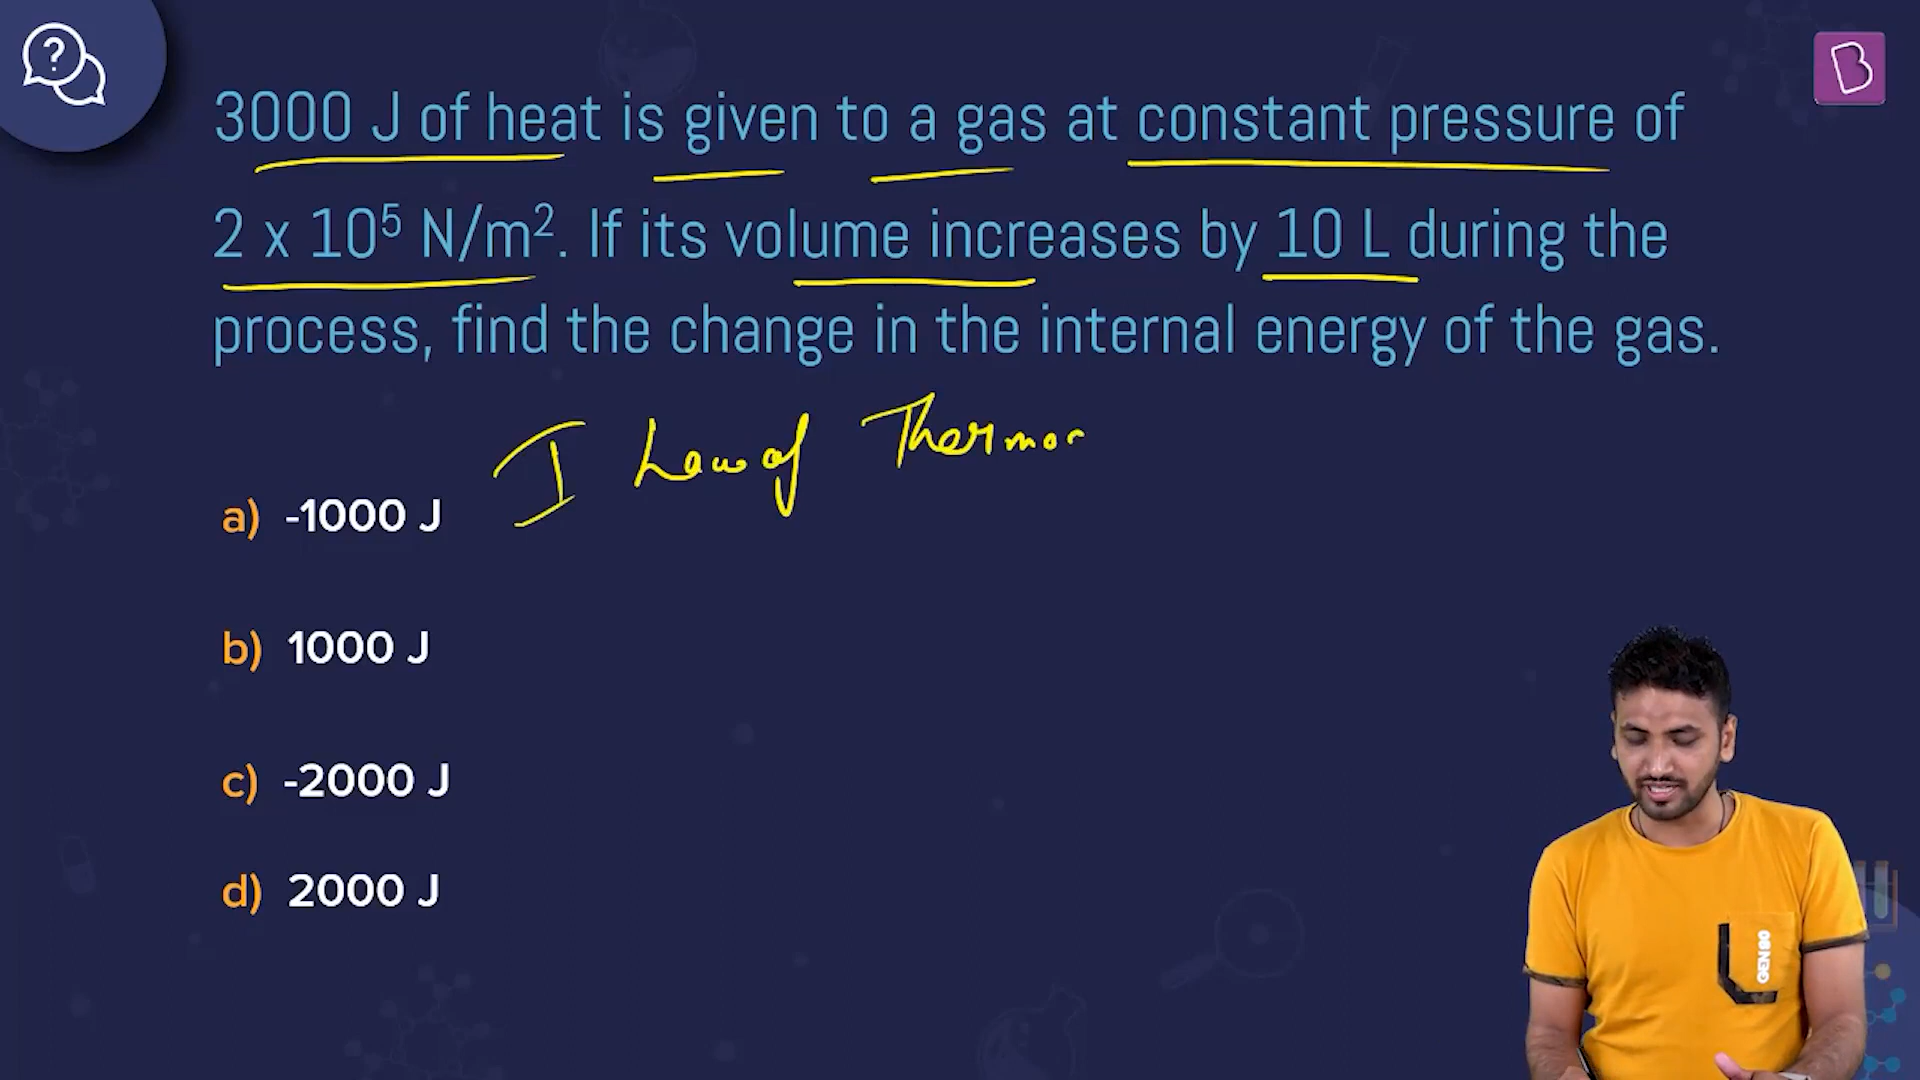 3000 J of heat is given to a gas at constant pressure of
2 x 10⁵ N/m². If its volume increases by 10 L during the
process, find the change in the internal energy of the gas.
I Law of Thermo
a) -1000 J
b) 1000 J
c) -2000 J
d) 2000 J
GEN80